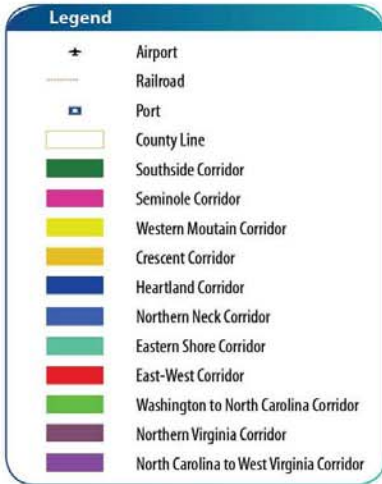 Legend
Airport
Railroad
Port
County Line
Southside Corridor
Seminole Corridor
Western Moutain Corridor
Crescent Corridor
Heartland Corridor
Northern Neck Corridor
Eastern Shore Corridor
East-West Corridor
Washington to North Carolina Corridor
Northern Virginia Corridor
North Carolina to West Virginia Corridor